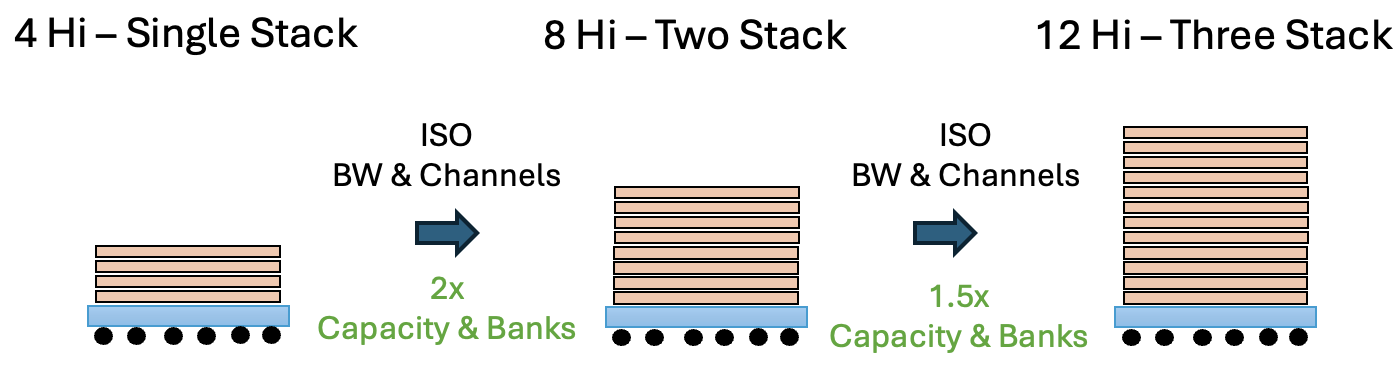 4 Hi – Single Stack
8 Hi – Two Stack
12 Hi – Three Stack
ISO
BW & Channels
2x
Capacity & Banks
ISO
BW & Channels
1.5x
Capacity & Banks